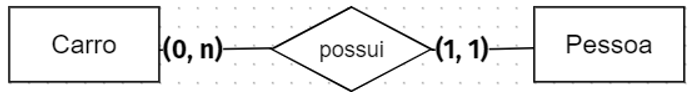 Carro (0, n) possui (1, 1) Pessoa